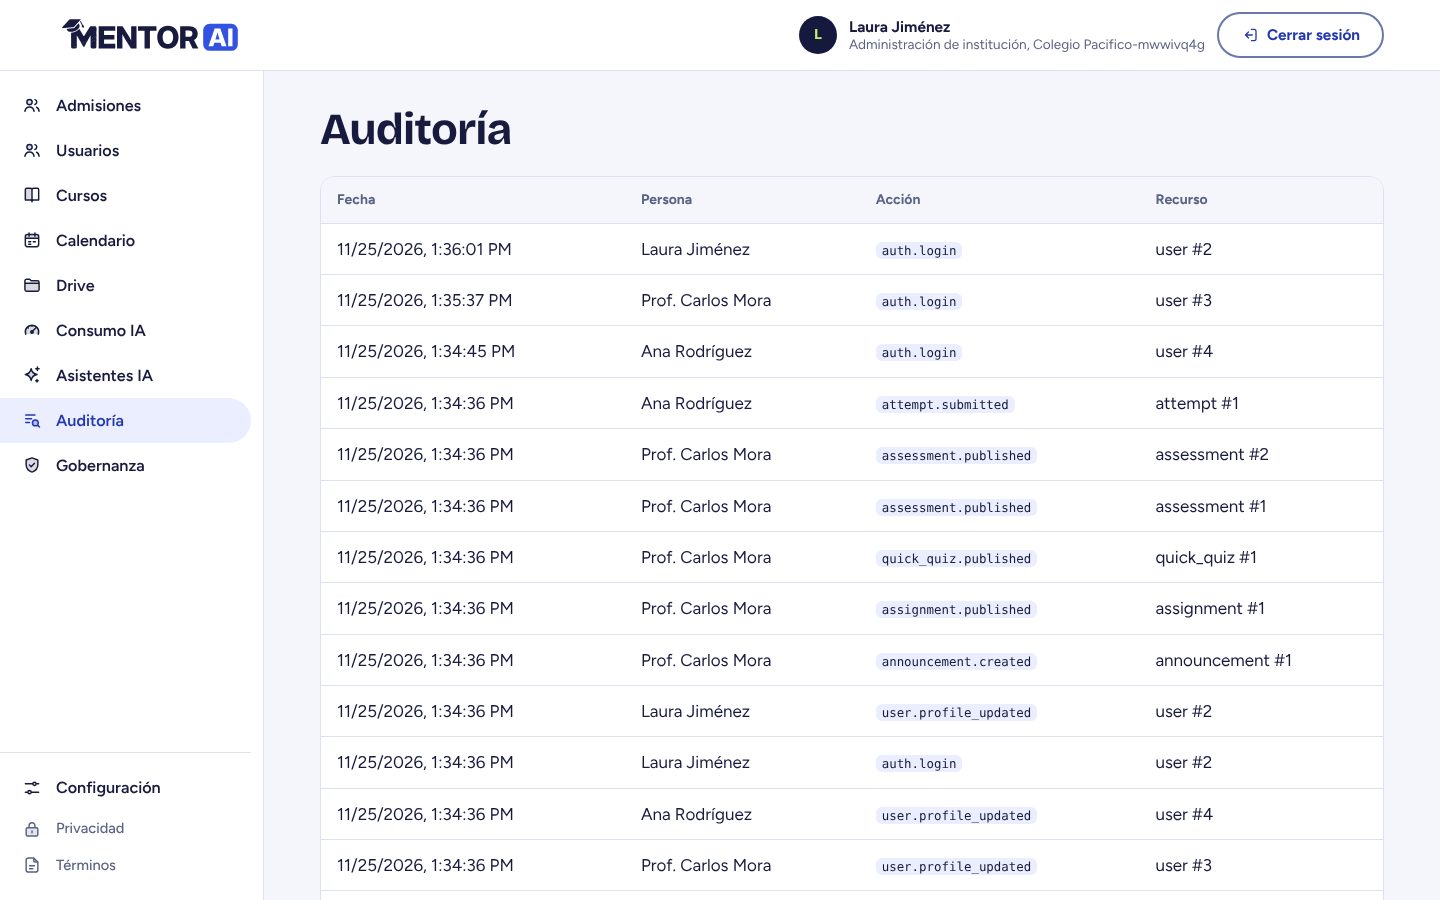 MENTOR AI
L
Laura Jiménez
Administración de institución, Colegio Pacifico-mwwivq4g
Cerrar sesión
Admisiones
Usuarios
Cursos
Calendario
Drive
Consumo IA
Asistentes IA
Auditoría
Gobernanza
Configuración
Privacidad
Términos
Auditoría
Fecha Persona Acción Recurso
11/25/2026, 1:36:01 PM Laura Jiménez auth.login user #2
11/25/2026, 1:35:37 PM Prof. Carlos Mora auth.login user #3
11/25/2026, 1:34:45 PM Ana Rodríguez auth.login user #4
11/25/2026, 1:34:36 PM Ana Rodríguez attempt.submitted attempt #1
11/25/2026, 1:34:36 PM Prof. Carlos Mora assessment.published assessment #2
11/25/2026, 1:34:36 PM Prof. Carlos Mora assessment.published assessment #1
11/25/2026, 1:34:36 PM Prof. Carlos Mora quick_quiz.published quick_quiz #1
11/25/2026, 1:34:36 PM Prof. Carlos Mora assignment.published assignment #1
11/25/2026, 1:34:36 PM Prof. Carlos Mora announcement.created announcement #1
11/25/2026, 1:34:36 PM Laura Jiménez user.profile_updated user #2
11/25/2026, 1:34:36 PM Laura Jiménez auth.login user #2
11/25/2026, 1:34:36 PM Ana Rodríguez user.profile_updated user #4
11/25/2026, 1:34:36 PM Prof. Carlos Mora user.profile_updated user #3